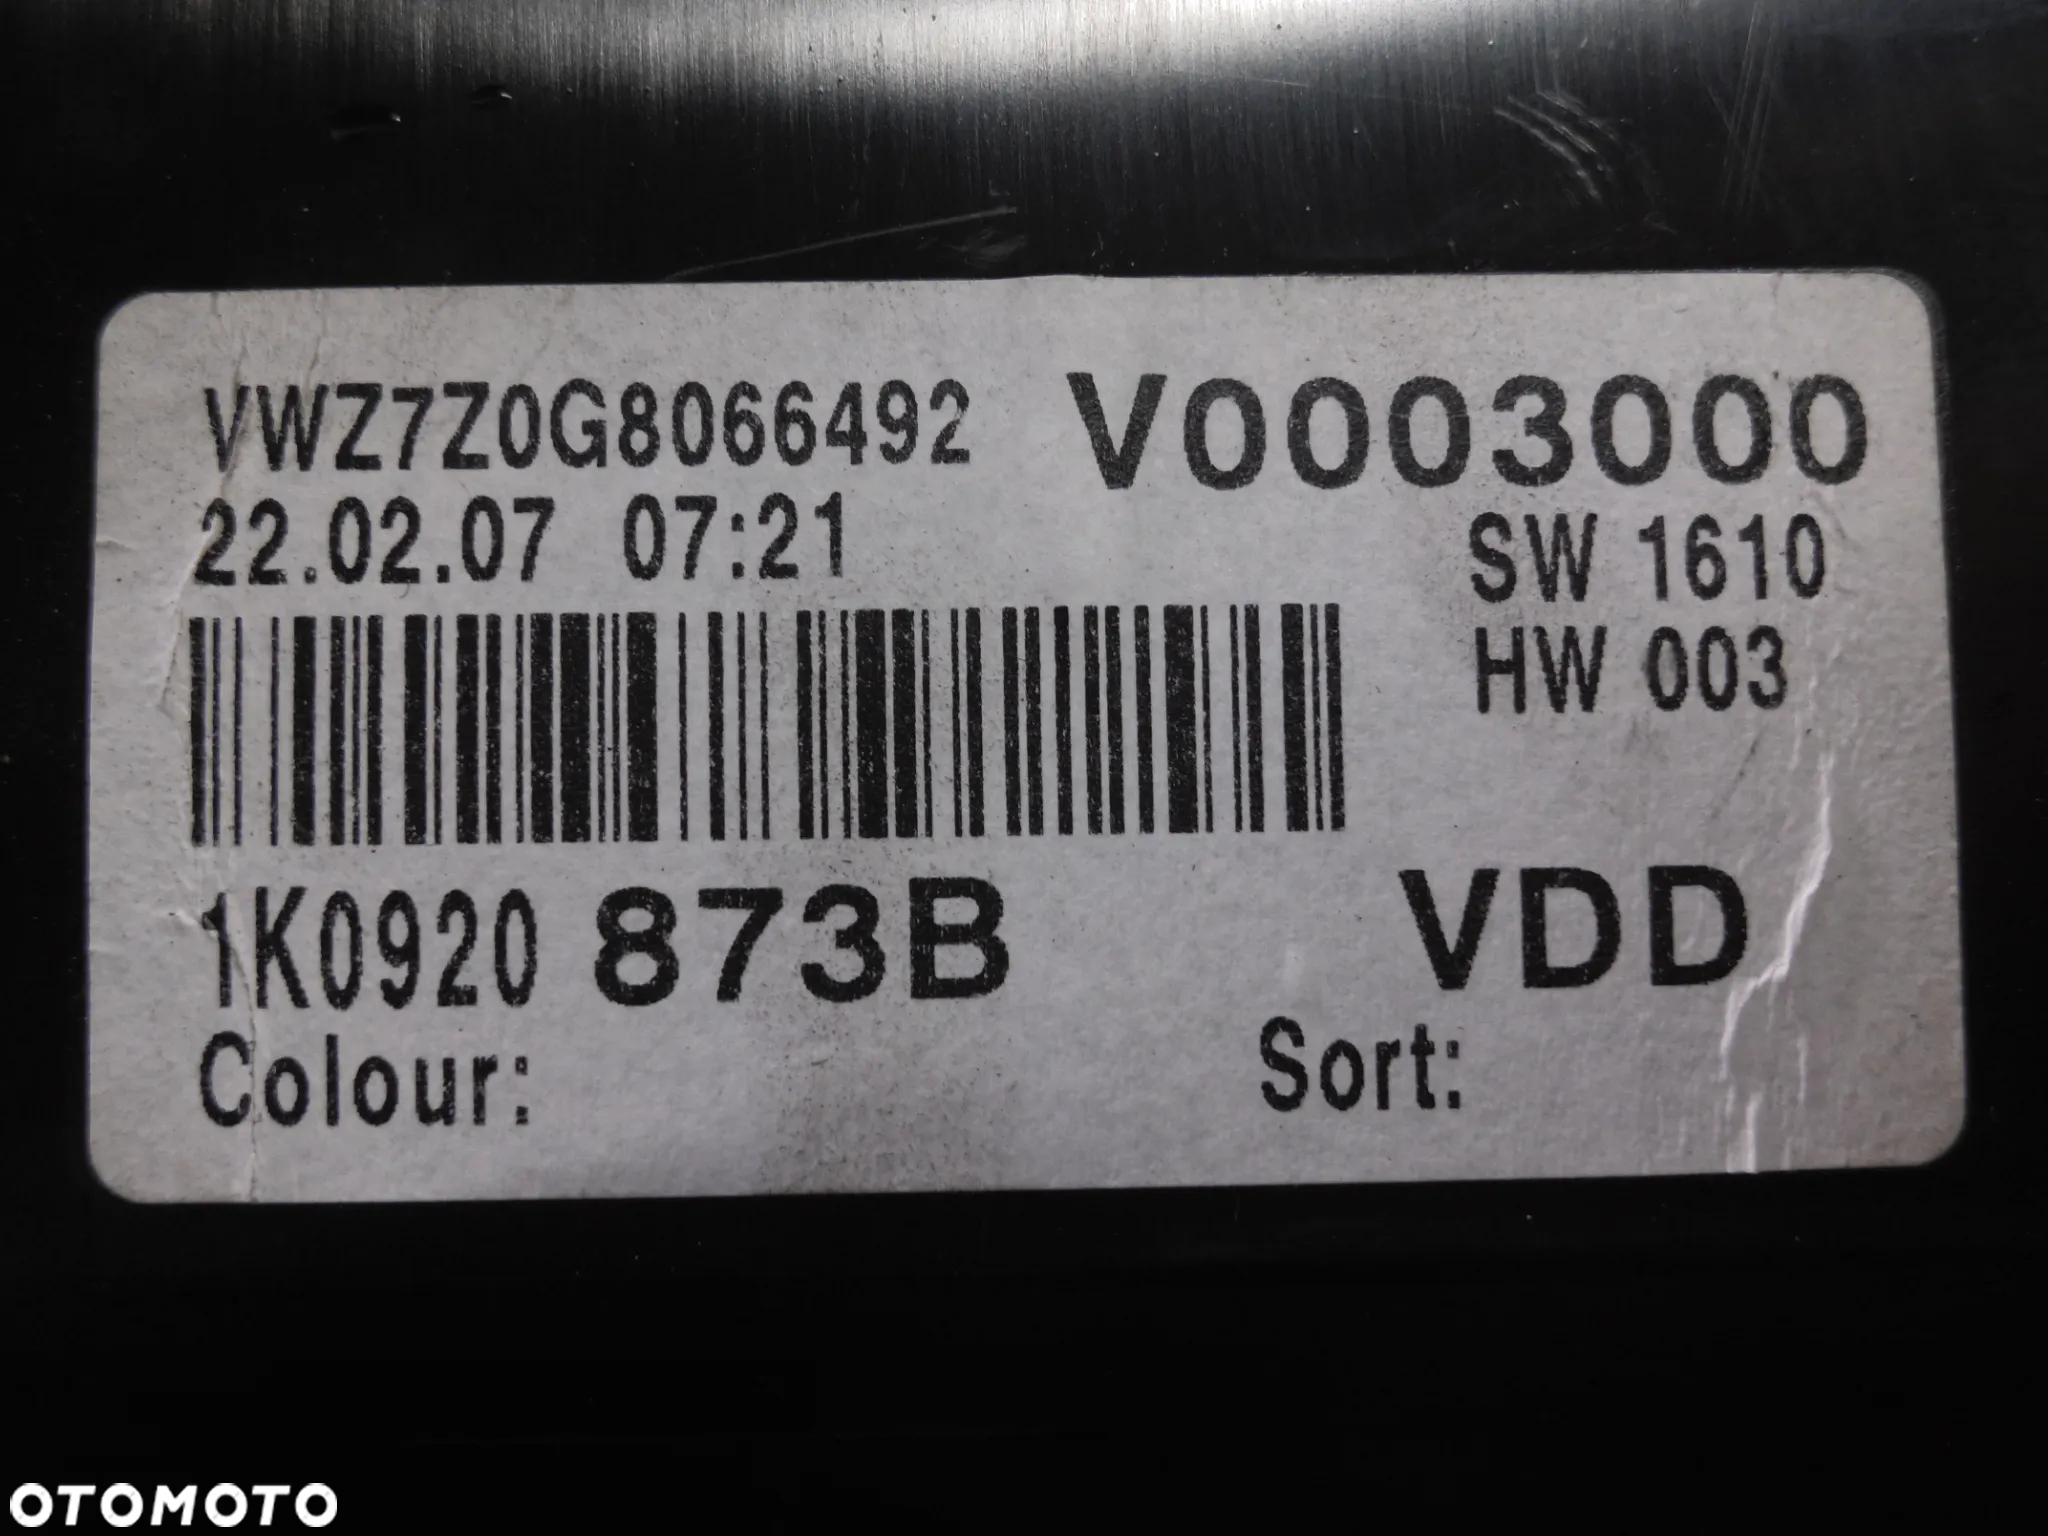 VWZ7Z0G8066492 V0003000
22.02.07 07:21 SW 1610
HW 003
1K0920 873B VDD
Colour: Sort:
OTOMOTO